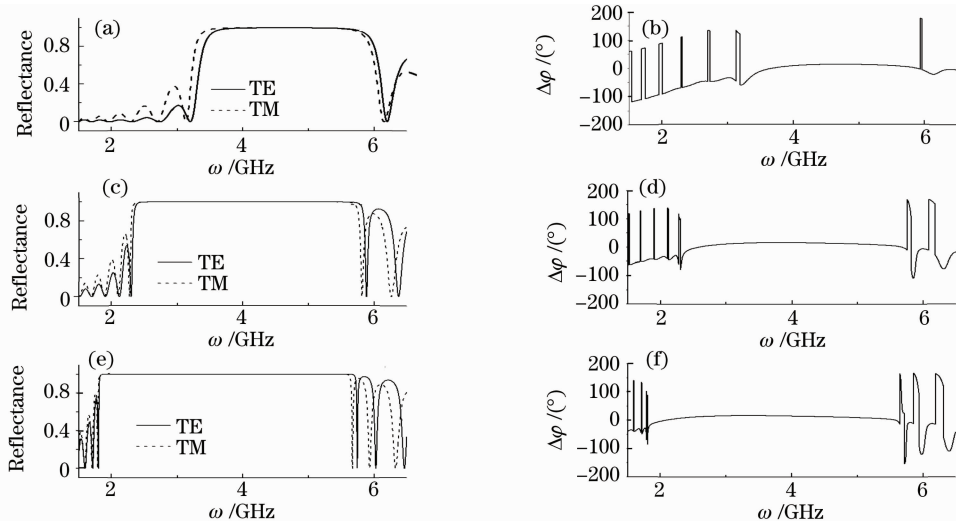 (a)
Reflectance
0.8
0.4
0
TE
TM
2
4
6
ω /GHz
(b)
Δφ/(°)
200
100
0
−100
−200
2
4
6
ω /GHz
(c)
Reflectance
0.8
0.4
0
TE
TM
2
4
6
ω /GHz
(d)
Δφ/(°)
200
100
0
−100
−200
2
4
6
ω /GHz
(e)
Reflectance
0.8
0.4
0
TE
TM
2
4
6
ω /GHz
(f)
Δφ/(°)
200
100
0
−100
−200
2
4
6
ω /GHz